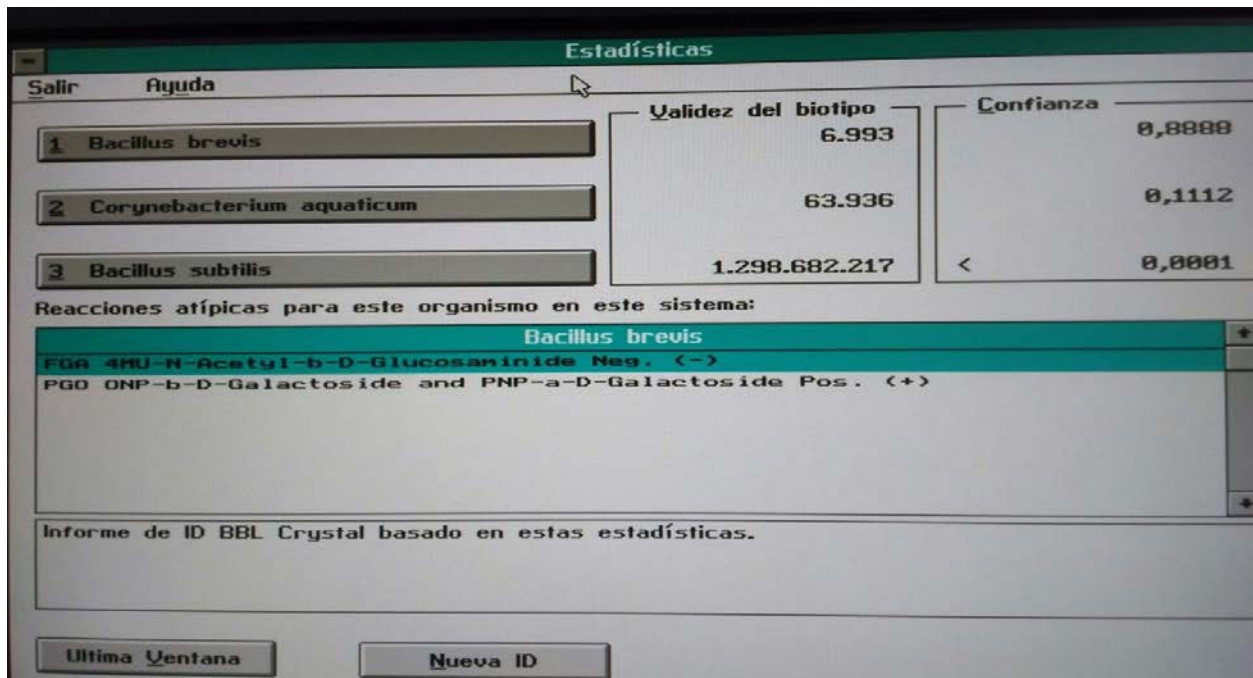 Estadísticas
Salir Ayuda
Validez del biotipo Confianza
1 Bacillus brevis 6.993 0,8888
2 Corynebacterium aquaticum 63.936 0,1112
3 Bacillus subtilis 1.298.682.217 < 0,0001
Reacciones atípicas para este organismo en este sistema:
Bacillus brevis
FGA 4MU-N-Acetyl-b-D-Glucosaminide Neg. (-)
PGO ONP-b-D-Galactoside and PNP-a-D-Galactoside Pos. (+)
Informe de ID BBL Crystal basado en estas estadísticas.
Ultima Ventana Nueva ID